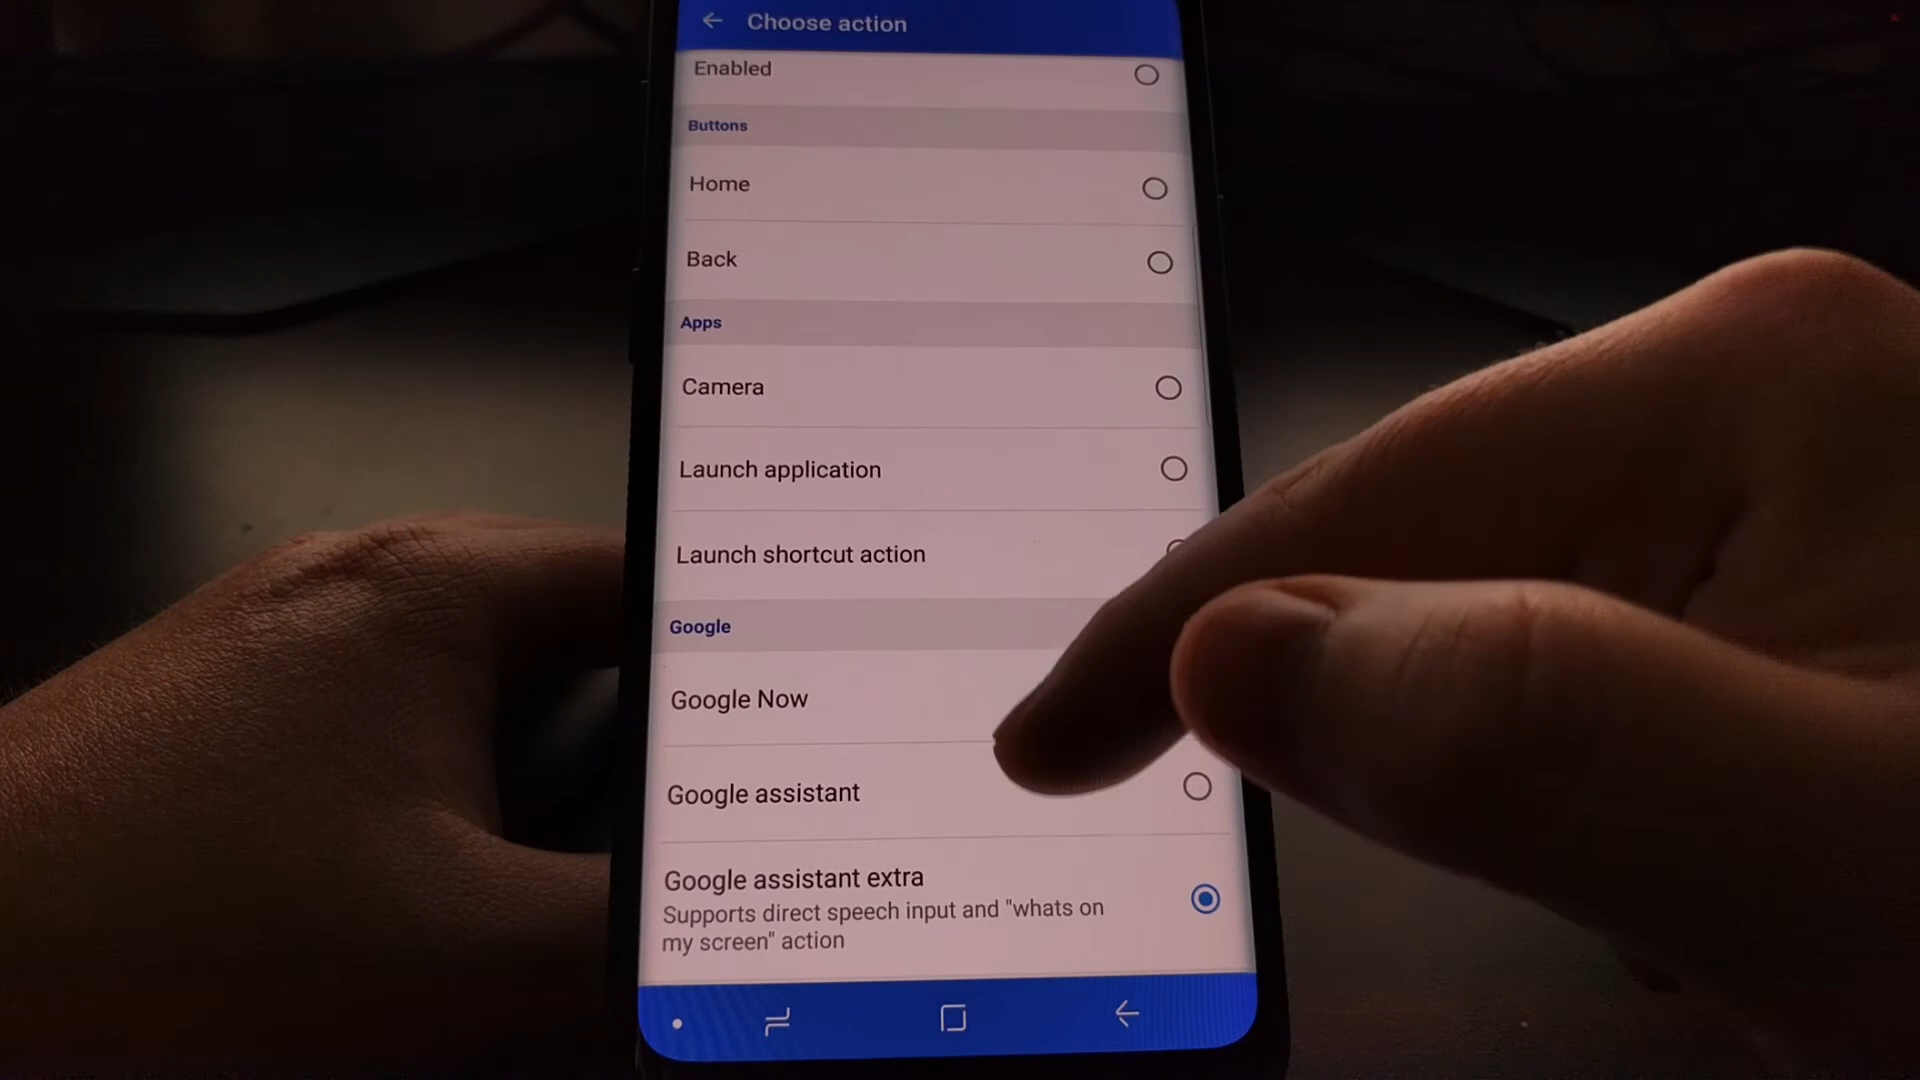 Choose action
Enabled
Buttons
Home
Back
Apps
Camera
Launch application
Launch shortcut action
Google
Google Now
Google assistant
Google assistant extra
Supports direct speech input and "whats on
my screen" action